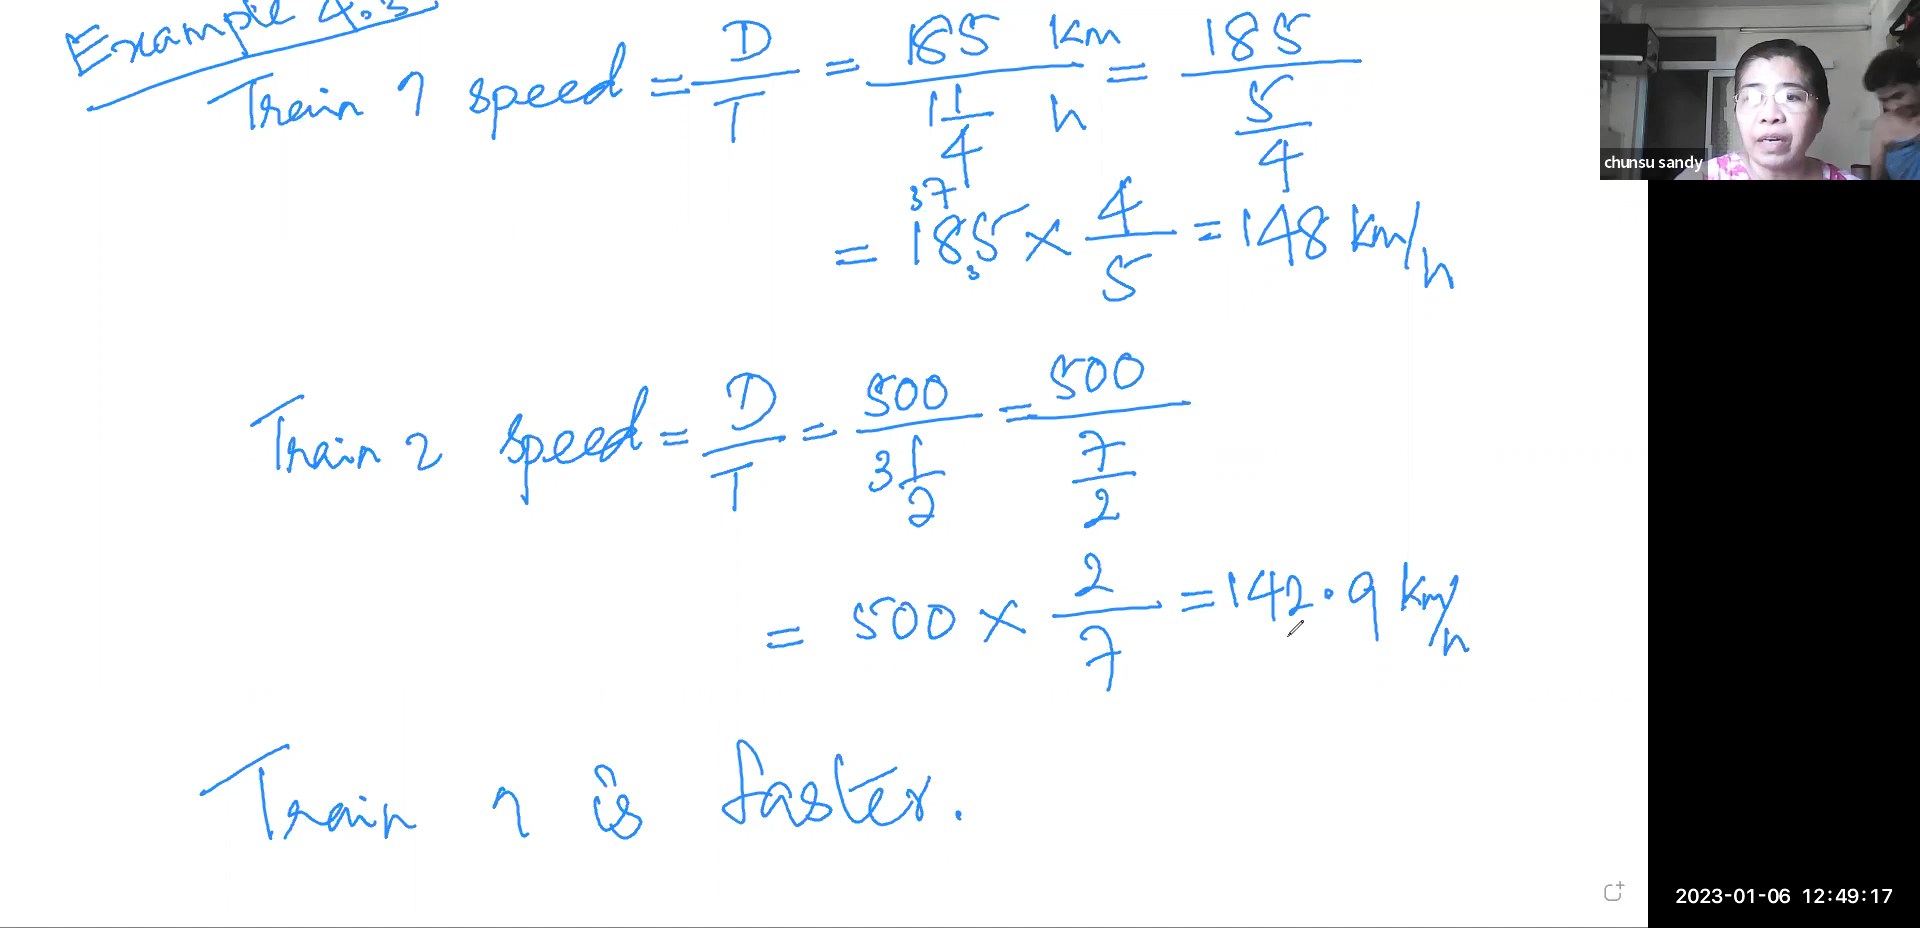 Example 4.3
Train 1 speed = D/T = 185 km / 1 1/4 h = 185 / 5/4
37
= 185 × 4/5 = 148 km/h
Train 2 speed = D/T = 500 / 3 1/2 = 500 / 7/2
= 500 × 2/7 = 142.9 km/h
Train 1 is faster.
chunsu sandy
2023-01-06 12:49:17